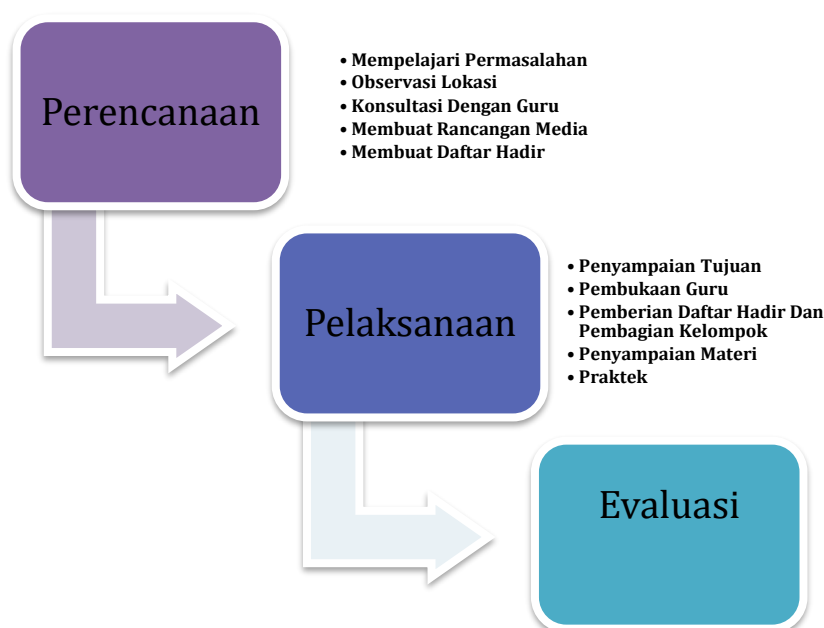 Perencanaan
• Mempelajari Permasalahan
• Observasi Lokasi
• Konsultasi Dengan Guru
• Membuat Rancangan Media
• Membuat Daftar Hadir
Pelaksanaan
• Penyampaian Tujuan
• Pembukaan Guru
• Pemberian Daftar Hadir Dan
Pembagian Kelompok
• Penyampaian Materi
• Praktek
Evaluasi